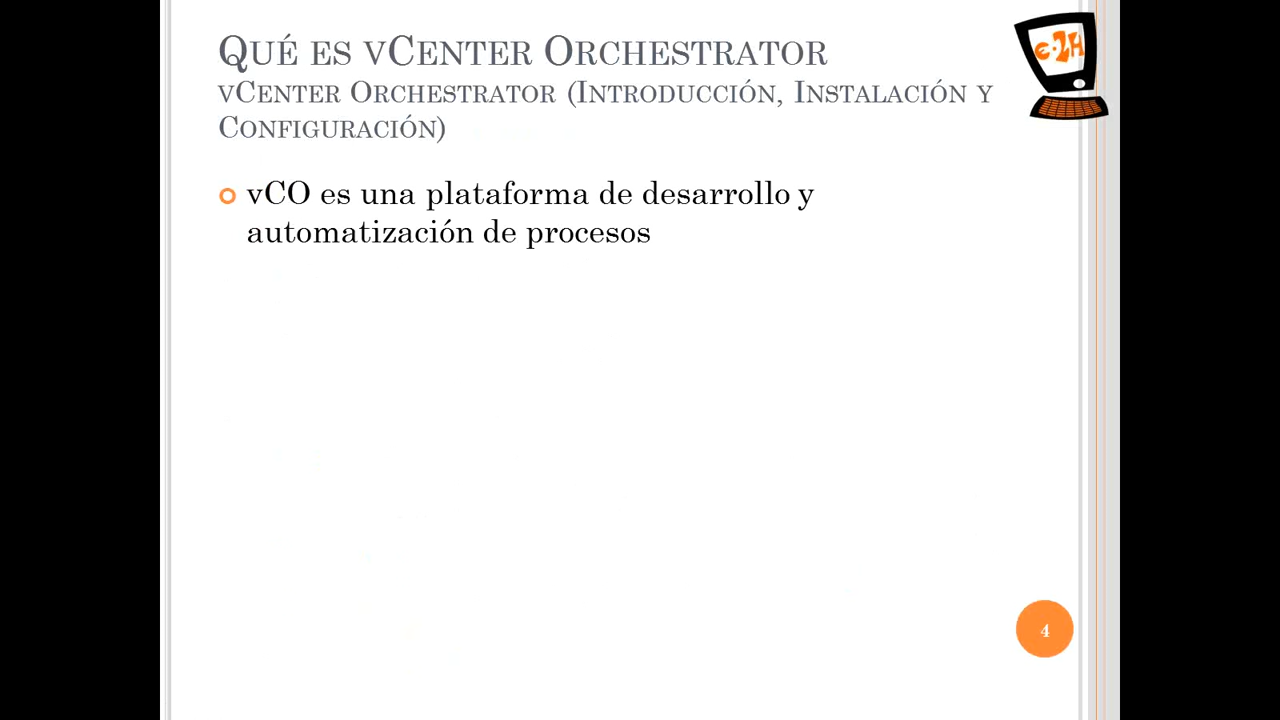 Qué es vCenter Orchestrator
vCenter Orchestrator (Introducción, Instalación y
Configuración)
e-2H
vCO es una plataforma de desarrollo y
automatización de procesos
4